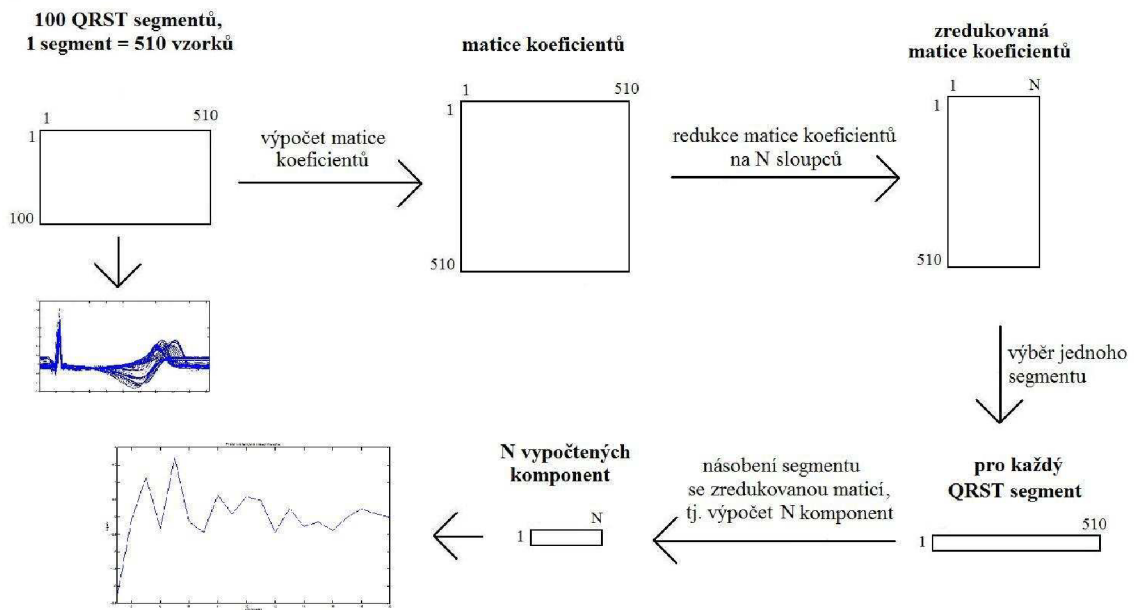 100 QRST segmentů,
1 segment = 510 vzorků
1 510
1
100
výpočet matice
koeficientů
matice koeficientů
1 510
1
510
redukce matice koeficientů
na N sloupců
zredukovaná
matice koeficientů
1 N
1
510
výběr jednoho
segmentu
pro každý
QRST segment
510
1
násobení segmentu
se zredukovanou maticí,
tj. výpočet N komponent
N vypočtených
komponent
N
1